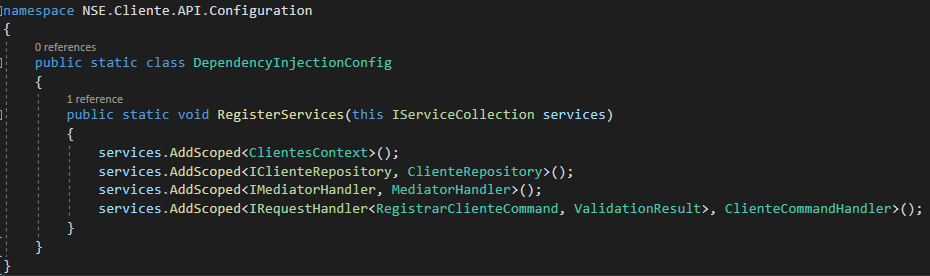 namespace NSE.Cliente.API.Configuration
{
0 references
public static class DependencyInjectionConfig
{
1 reference
public static void RegisterServices(this IServiceCollection services)
{
services.AddScoped<ClientesContext>();
services.AddScoped<IClienteRepository, ClienteRepository>();
services.AddScoped<IMediatorHandler, MediatorHandler>();
services.AddScoped<IRequestHandler<RegistrarClienteCommand, ValidationResult>, ClienteCommandHandler>();
}
}
}